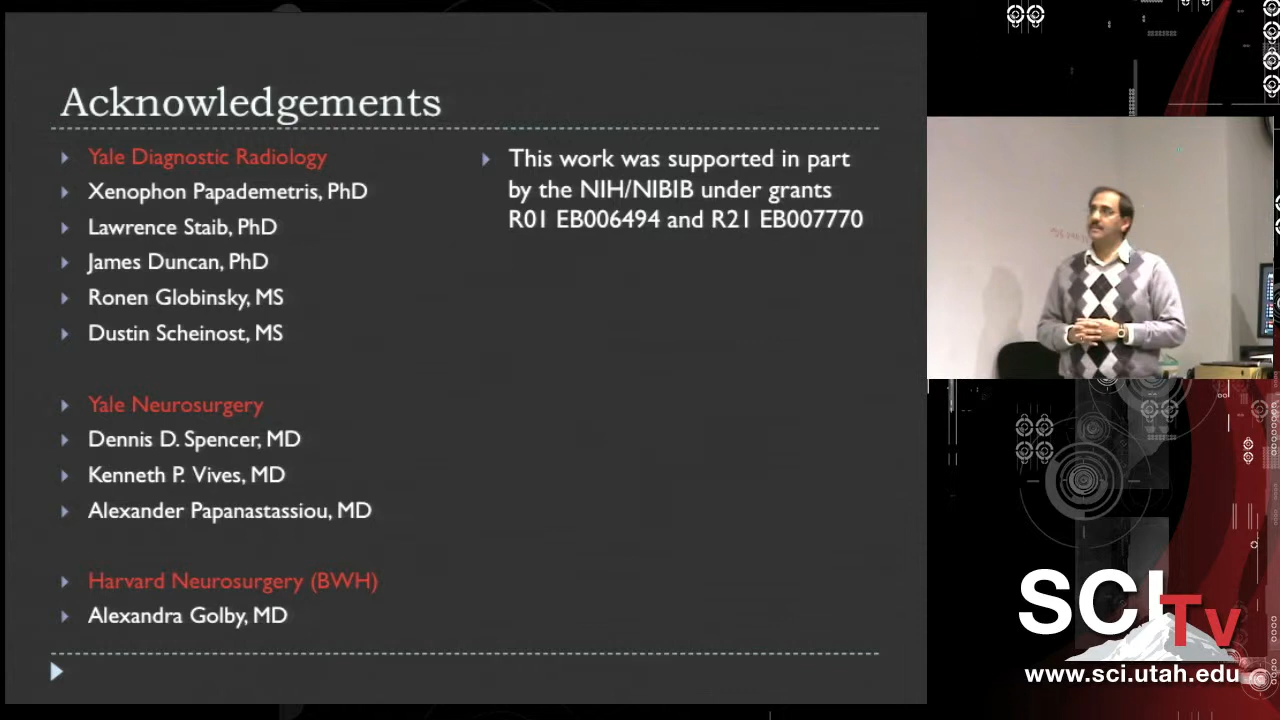 Acknowledgements
Yale Diagnostic Radiology
Xenophon Papademetris, PhD
Lawrence Staib, PhD
James Duncan, PhD
Ronen Globinsky, MS
Dustin Scheinost, MS
Yale Neurosurgery
Dennis D. Spencer, MD
Kenneth P. Vives, MD
Alexander Papanastassiou, MD
Harvard Neurosurgery (BWH)
Alexandra Golby, MD
This work was supported in part
by the NIH/NIBIB under grants
R01 EB006494 and R21 EB007770
SCI
Tv
www.sci.utah.edu